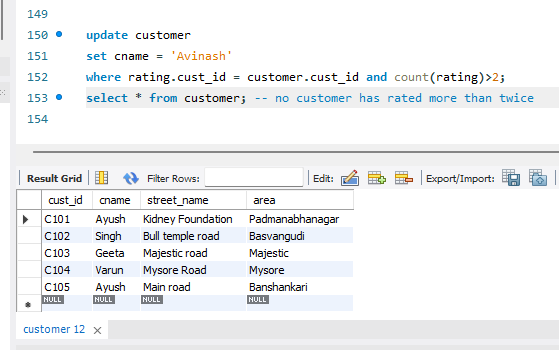 149
150 update customer
151 set cname = 'Avinash'
152 where rating.cust_id = customer.cust_id and count(rating)>2;
153 select * from customer; -- no customer has rated more than twice
154
Result Grid Filter Rows: Edit: Export/Import:
cust_id cname street_name area
C101 Ayush Kidney Foundation Padmanabhanagar
C102 Singh Bull temple road Basvangudi
C103 Geeta Majestic road Majestic
C104 Varun Mysore Road Mysore
C105 Ayush Main road Banshankari
NULL NULL NULL NULL
customer 12